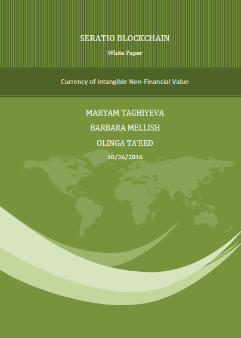 SERATIO BLOCKCHAIN
White Paper
Currency of Intangible Non-Financial Value
MARYAM TAGHIYEVA
BARBARA MELLISH
OLINGA TA'EED
10/26/2016